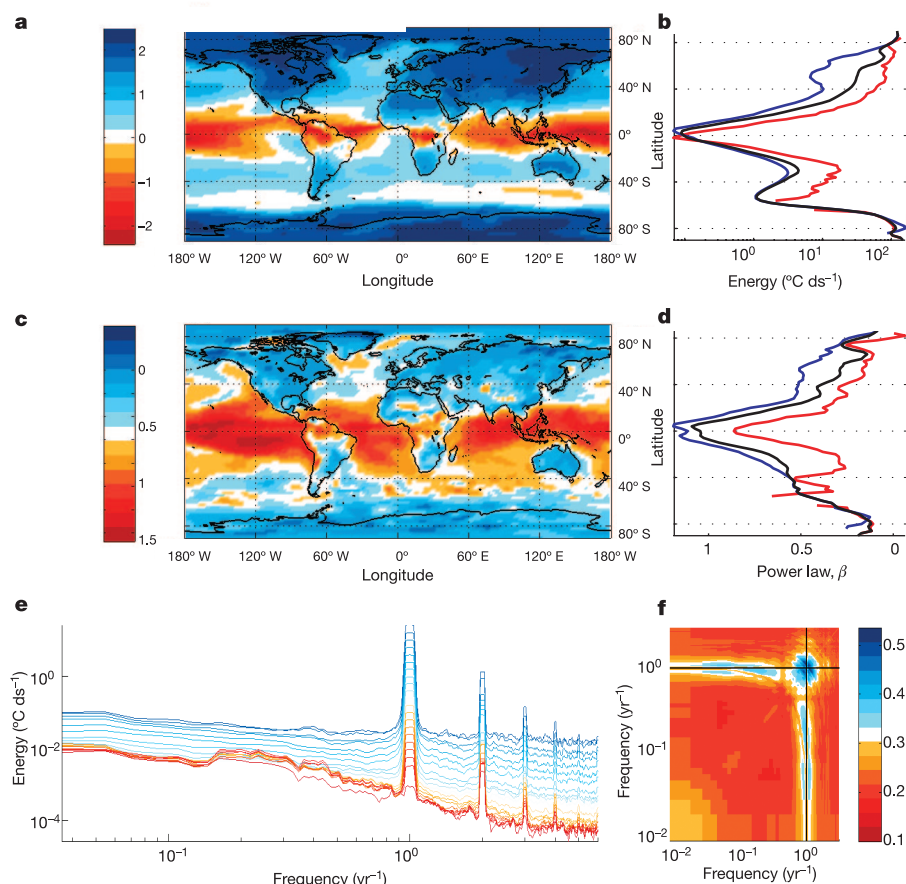 a
2
1
0
−1
−2
80° N
40° N
0°
40° S
80° S
180° W
120° W
60° W
0°
60° E
120° E
180° W
Longitude
b
Latitude
10⁰
10¹
10²
Energy (°C ds⁻¹)
c
0
0.5
1
1.5
80° N
40° N
0°
40° S
80° S
180° W
120° W
60° W
0°
60° E
120° E
180° W
Longitude
d
Latitude
1
0.5
0
Power law, β
e
Energy (°C ds⁻¹)
10⁰
10⁻²
10⁻⁴
10⁻¹
10⁰
Frequency (yr⁻¹)
f
Frequency (yr⁻¹)
10⁰
10⁻¹
10⁻²
10⁻²
10⁻¹
10⁰
Frequency (yr⁻¹)
0.5
0.4
0.3
0.2
0.1